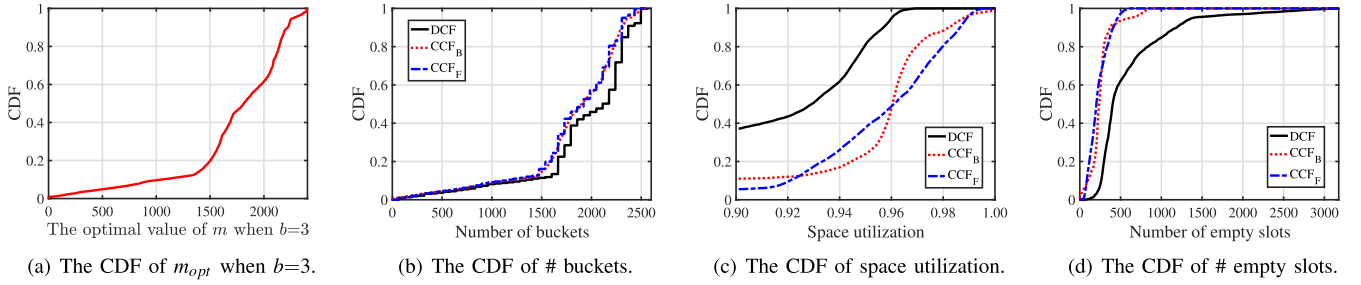 CDF
1
0.8
0.6
0.4
0.2
0
0 500 1000 1500 2000
The optimal value of m when b=3
(a) The CDF of m_opt when b=3.
CDF
1
0.8
0.6
0.4
0.2
0
DCF
CCF_B
CCF_F
0 500 1000 1500 2000 2500
Number of buckets
(b) The CDF of # buckets.
CDF
1
0.8
0.6
0.4
0.2
0
DCF
CCF_B
CCF_F
0.90 0.92 0.94 0.96 0.98 1.00
Space utilization
(c) The CDF of space utilization.
CDF
1
0.8
0.6
0.4
0.2
0
DCF
CCF_B
CCF_F
0 500 1000 1500 2000 2500 3000
Number of empty slots
(d) The CDF of # empty slots.